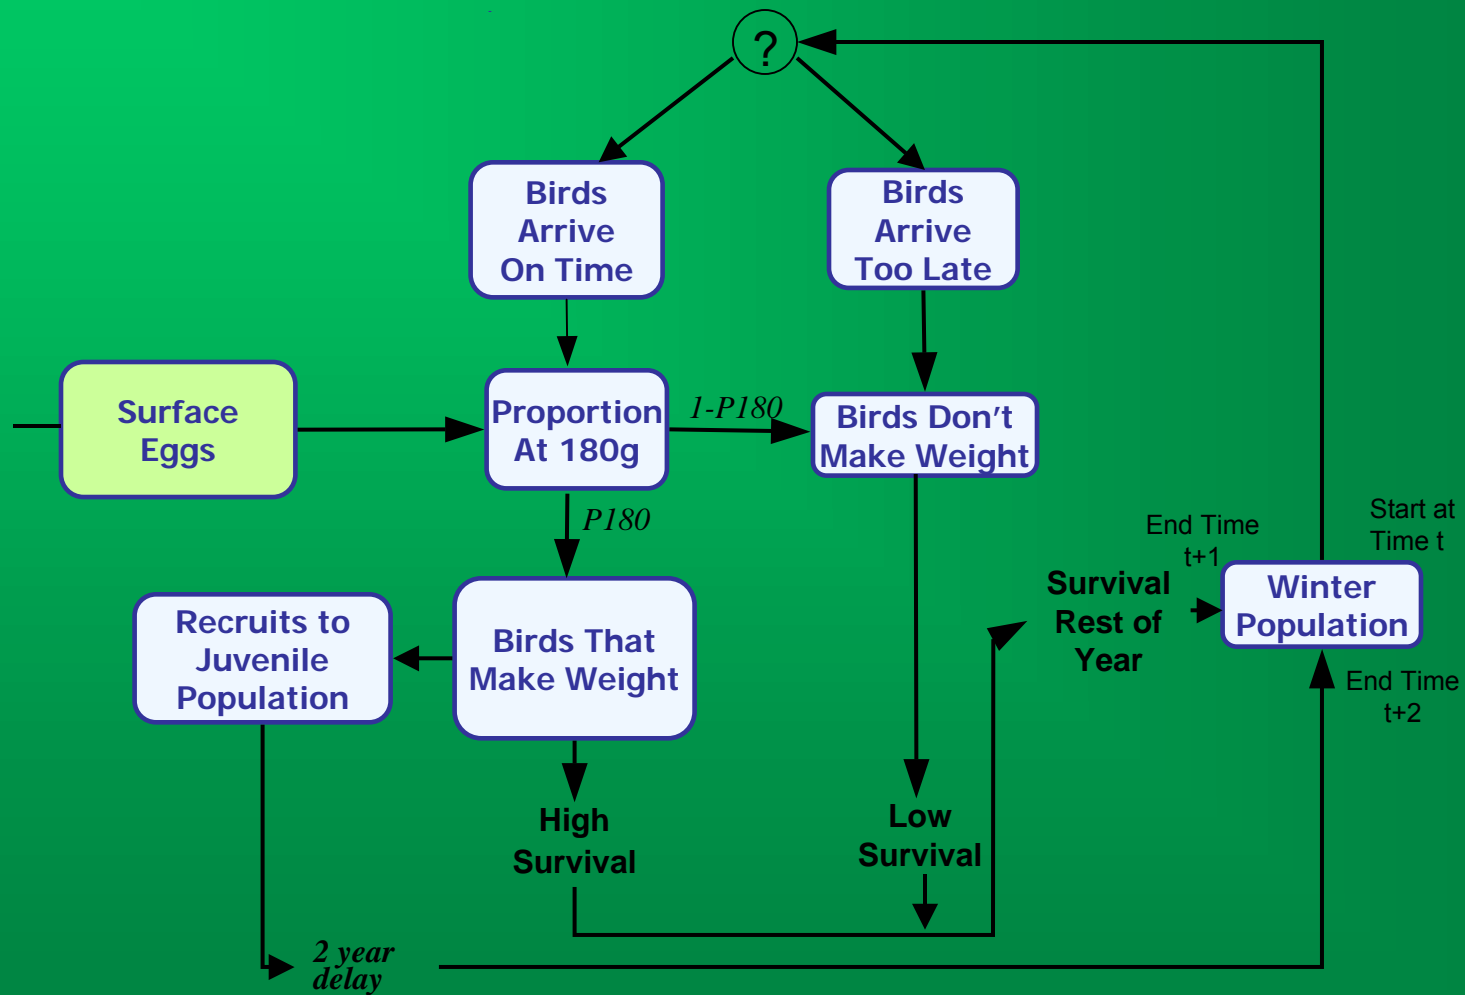 ?
Birds
Arrive
On Time
Birds
Arrive
Too Late
Surface
Eggs
Proportion
At 180g
1-P180
Birds Don't
Make Weight
P180
End Time
t+1
Start at
Time t
Survival
Rest of
Year
Winter
Population
Recruits to
Juvenile
Population
Birds That
Make Weight
End Time
t+2
High
Survival
Low
Survival
2 year
delay